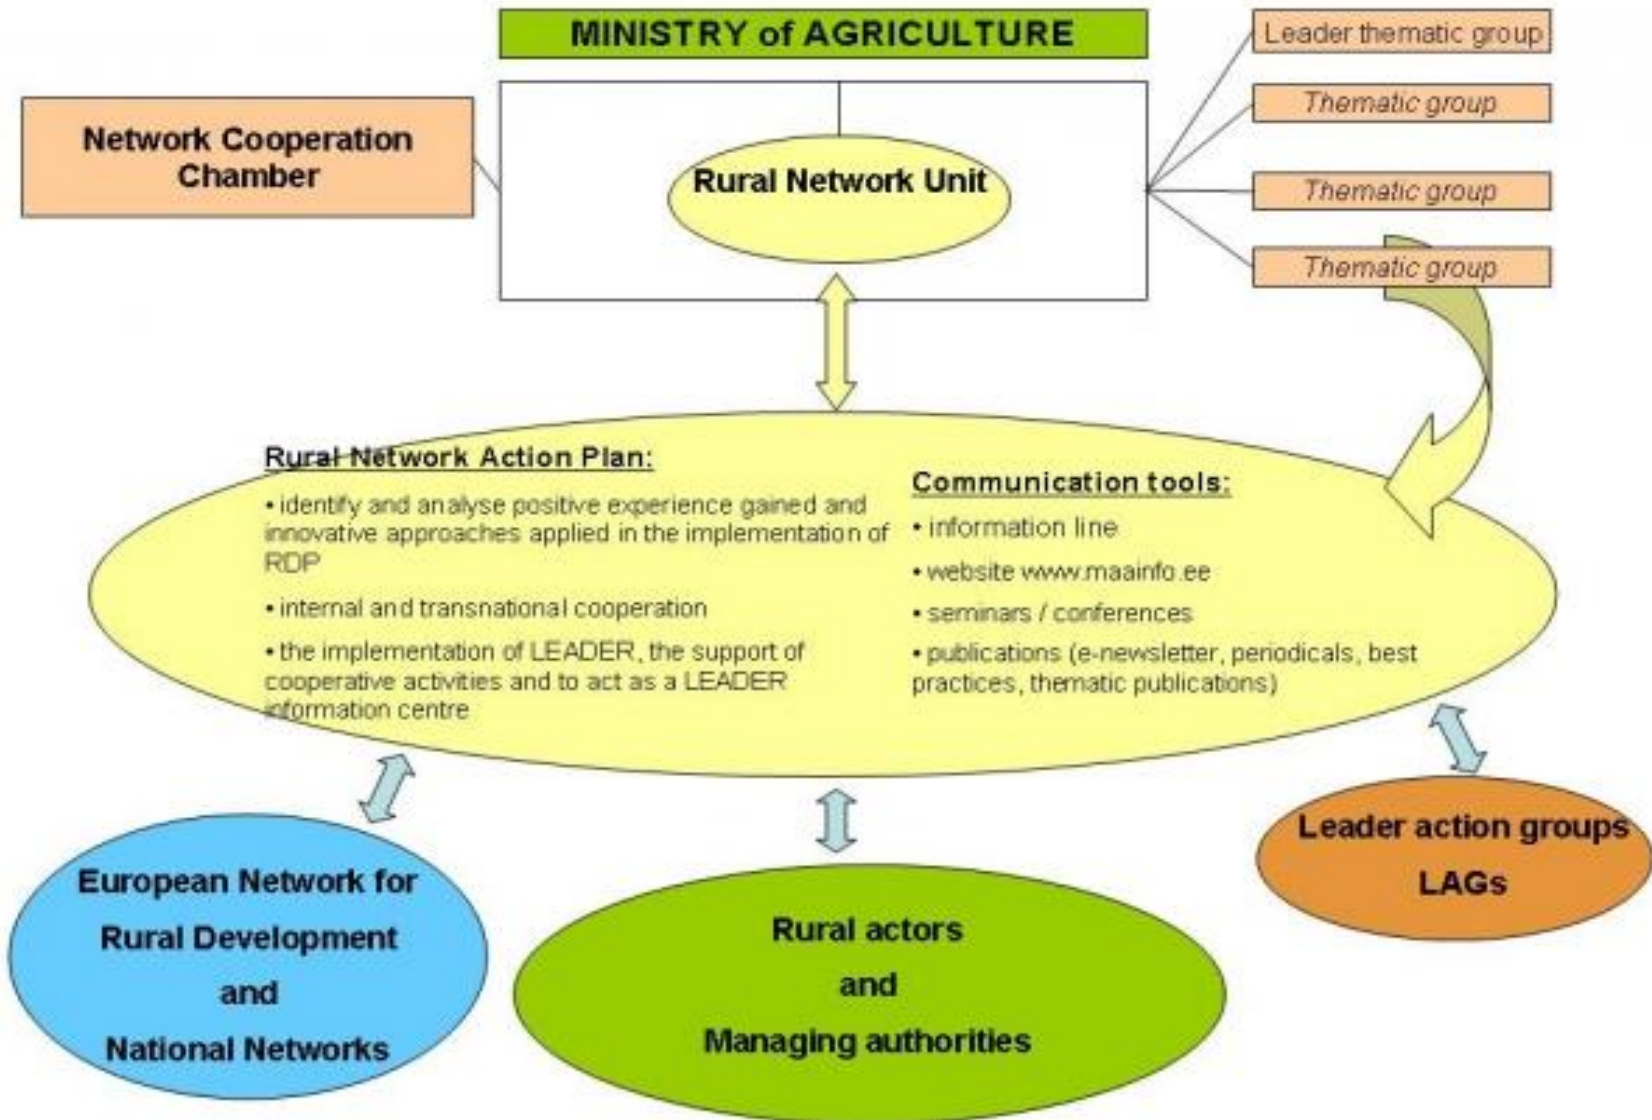 MINISTRY of AGRICULTURE
Leader thematic group
Thematic group
Thematic group
Thematic group
Network Cooperation
Chamber
Rural Network Unit
Rural Network Action Plan:
• identify and analyse positive experience gained and
innovative approaches applied in the implementation of
RDP
• internal and transnational cooperation
• the implementation of LEADER, the support of
cooperative activities and to act as a LEADER
information centre
Communication tools:
• information line
• website www.maainfo.ee
• seminars / conferences
• publications (e-newsletter, periodicals, best
practices, thematic publications)
European Network for
Rural Development
and
National Networks
Rural actors
and
Managing authorities
Leader action groups
LAGs